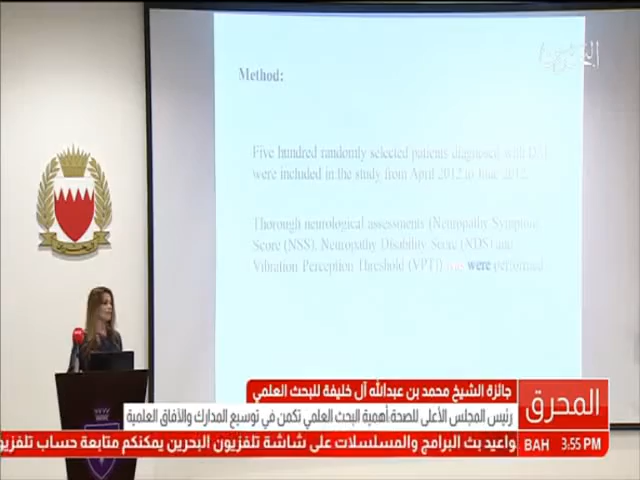 Method:
Five hundred randomly selected patients diagnosed with DM
were included in the study from April 2012 to June 2012
Thorough neurological assessments (Neuropathy Symptom
Score (NSS), Neuropathy Disability Score (NDS) and
Vibration Perception Threshold (VPT)) was were performed
جائزة الشيخ محمد بن عبدالله آل خليفة للبحث العلمي
المحرق
رئيس المجلس الأعلى للصحة:أهمية البحث العلمي تكمن في توسيع المدارك والآفاق العلمية
واعيد بث البرامج والمسلسلات على شاشة تلفزيون البحرين يمكنكم متابعة حساب تلفزيو
BAH 3:55 PM